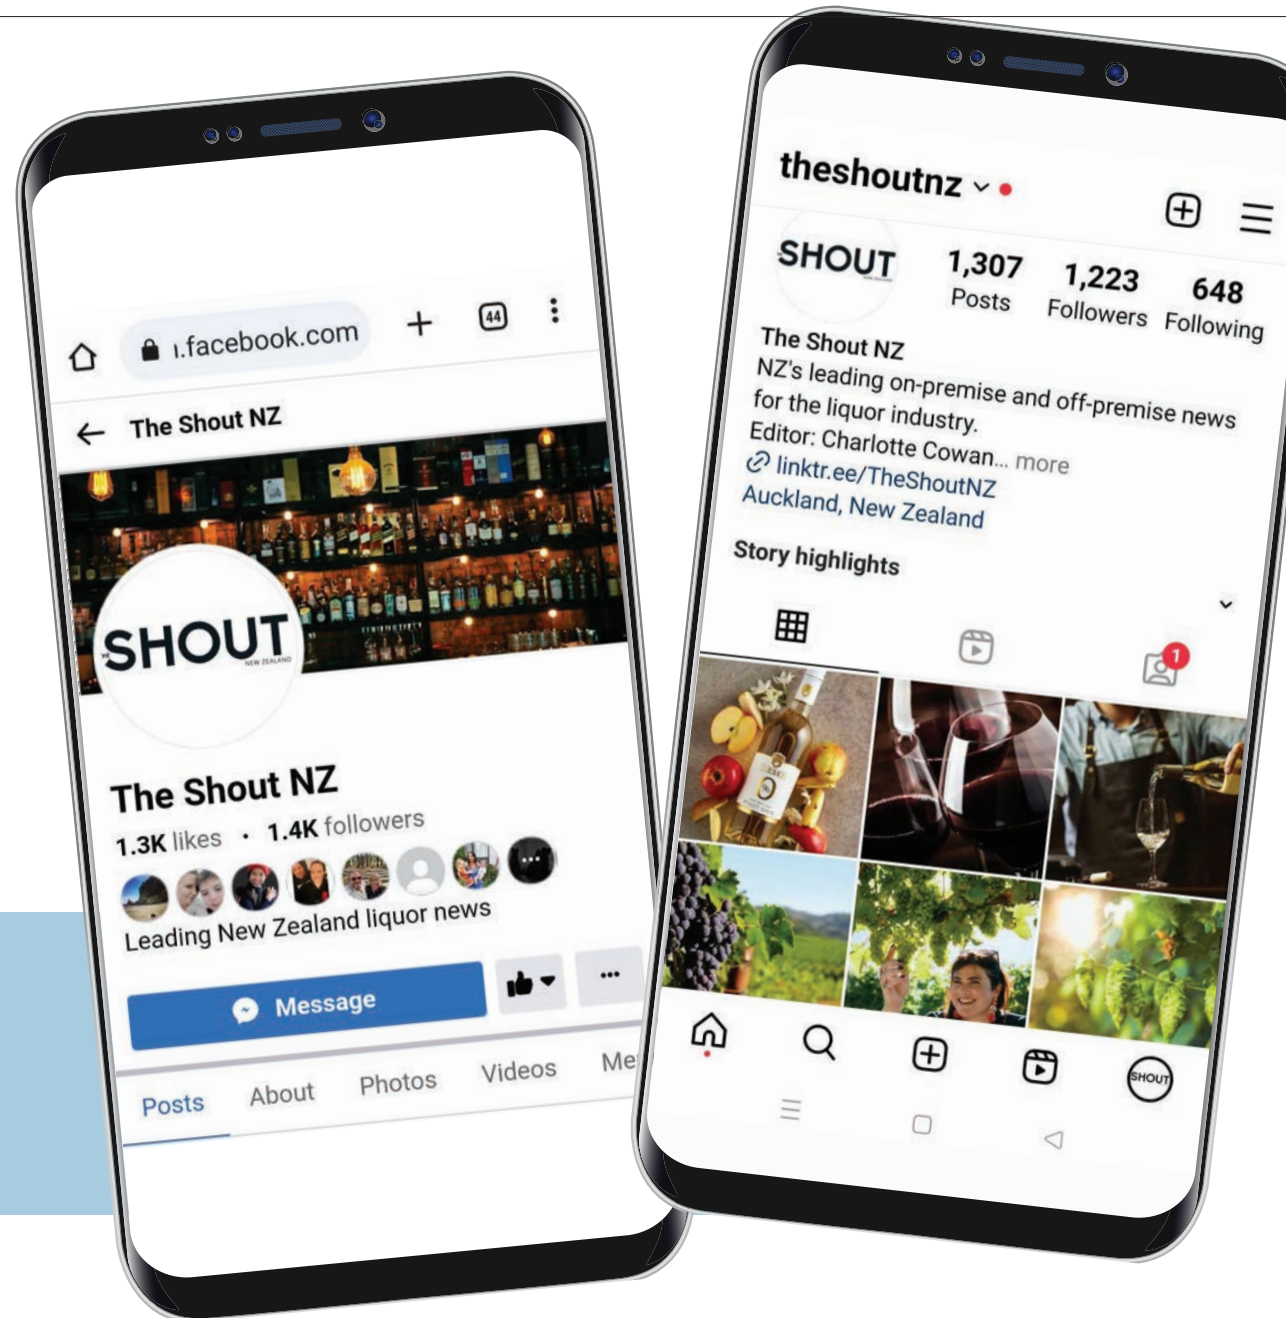 ı.facebook.com
44
The Shout NZ
THE
SHOUT
NEW ZEALAND
The Shout NZ
1.3K likes · 1.4K followers
Leading New Zealand liquor news
Message
Posts About Photos Videos Me
theshoutnz
SHOUT
1,307 1,223 648
Posts Followers Following
The Shout NZ
NZ's leading on-premise and off-premise news
for the liquor industry.
Editor: Charlotte Cowan... more
linktr.ee/TheShoutNZ
Auckland, New Zealand
Story highlights
1
SHOUT